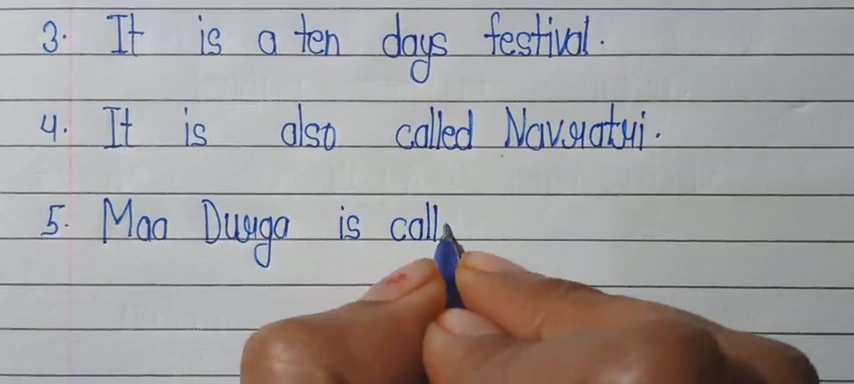 3. It is a ten days festival.
4. It is also called Navratri.
5. Maa Durga is call